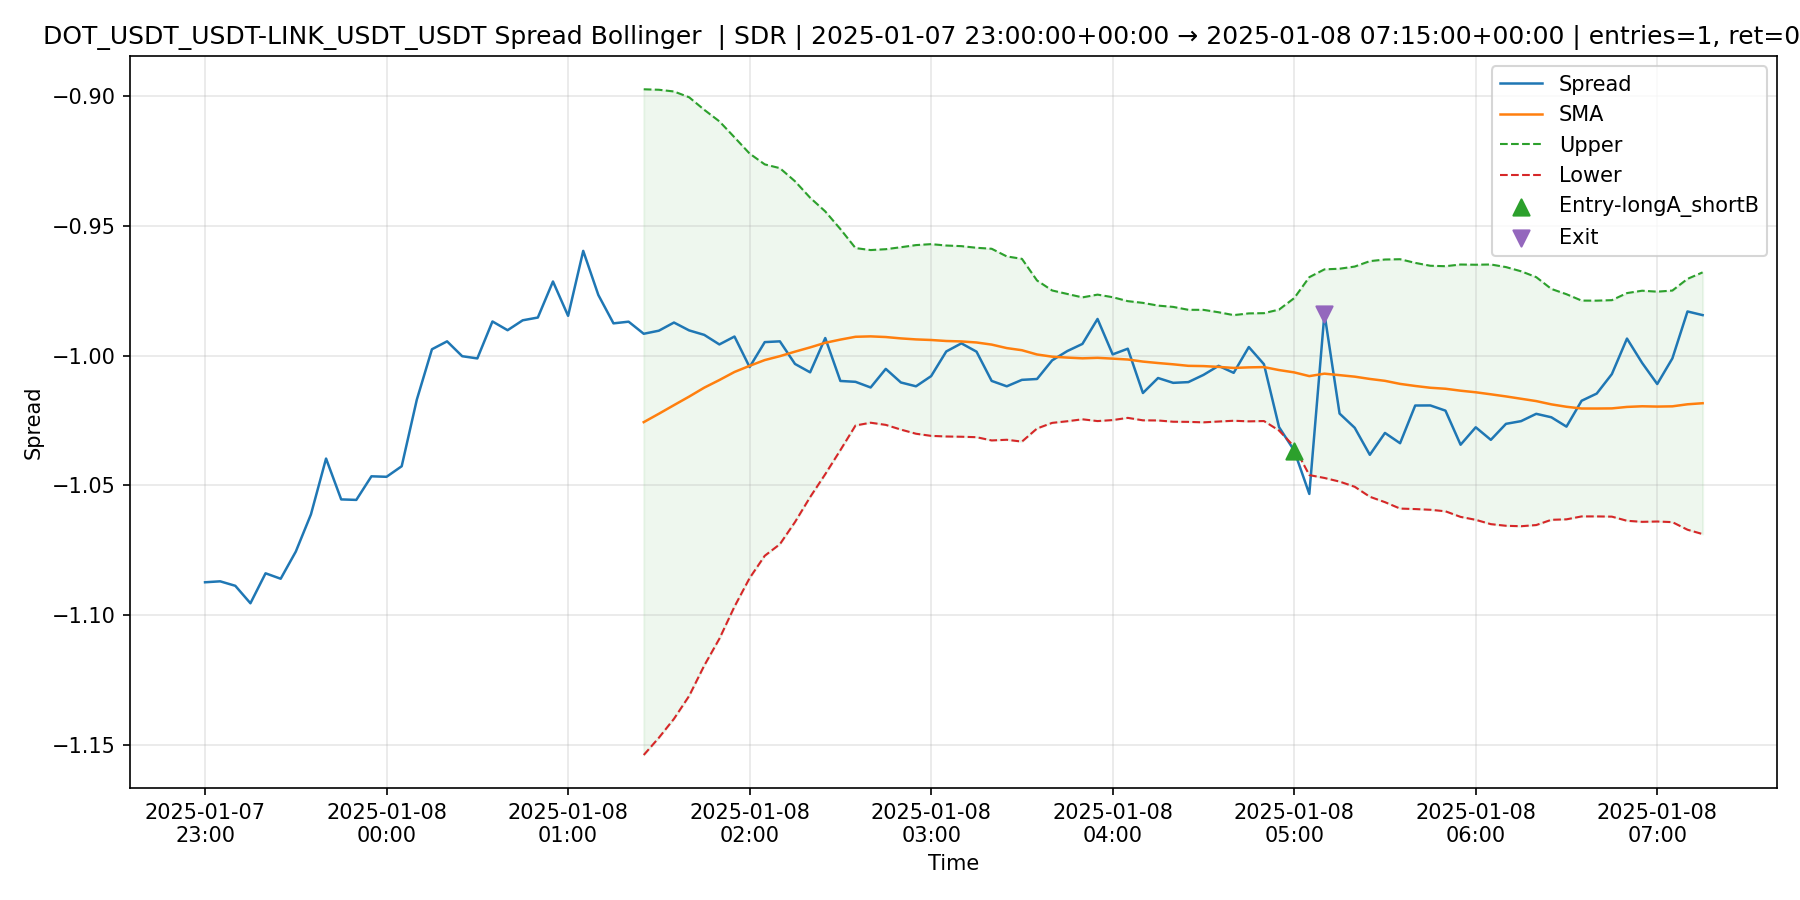 DOT_USDT_USDT-LINK_USDT_USDT Spread Bollinger | SDR | 2025-01-07 23:00:00+00:00 → 2025-01-08 07:15:00+00:00 | entries=1, ret=0
Spread
SMA
Upper
Lower
Entry-longA_shortB
Exit
−0.90
−0.95
−1.00
−1.05
−1.10
−1.15
Spread
2025-01-07
23:00
2025-01-08
00:00
2025-01-08
01:00
2025-01-08
02:00
2025-01-08
03:00
2025-01-08
04:00
2025-01-08
05:00
2025-01-08
06:00
2025-01-08
07:00
Time